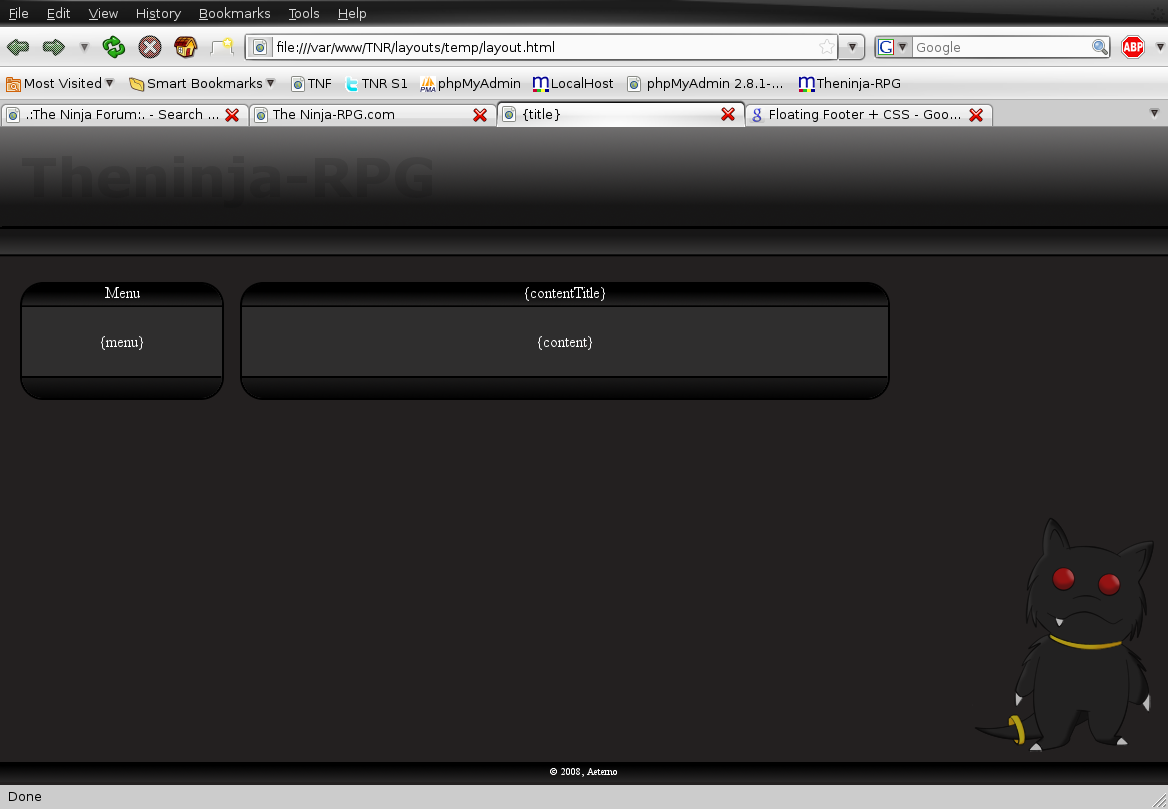 File Edit View History Bookmarks Tools Help
file:///var/www/TNR/layouts/temp/layout.html G Google ABP
Most Visited Smart Bookmarks TNF TNR S1 PMA phpMyAdmin LocalHost phpMyAdmin 2.8.1-... Theninja-RPG
.:The Ninja Forum:. - Search ... The Ninja-RPG.com {title} g Floating Footer + CSS - Goo...
Theninja-RPG
Menu {contentTitle}
{menu} {content}
© 2008, Aeterno
Done